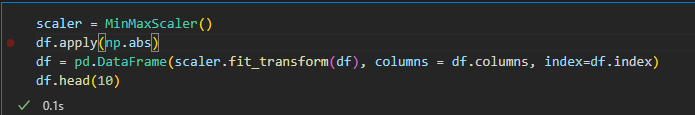 scaler = MinMaxScaler()
df.apply(np.abs)
df = pd.DataFrame(scaler.fit_transform(df), columns = df.columns, index=df.index)
df.head(10)
0.1s